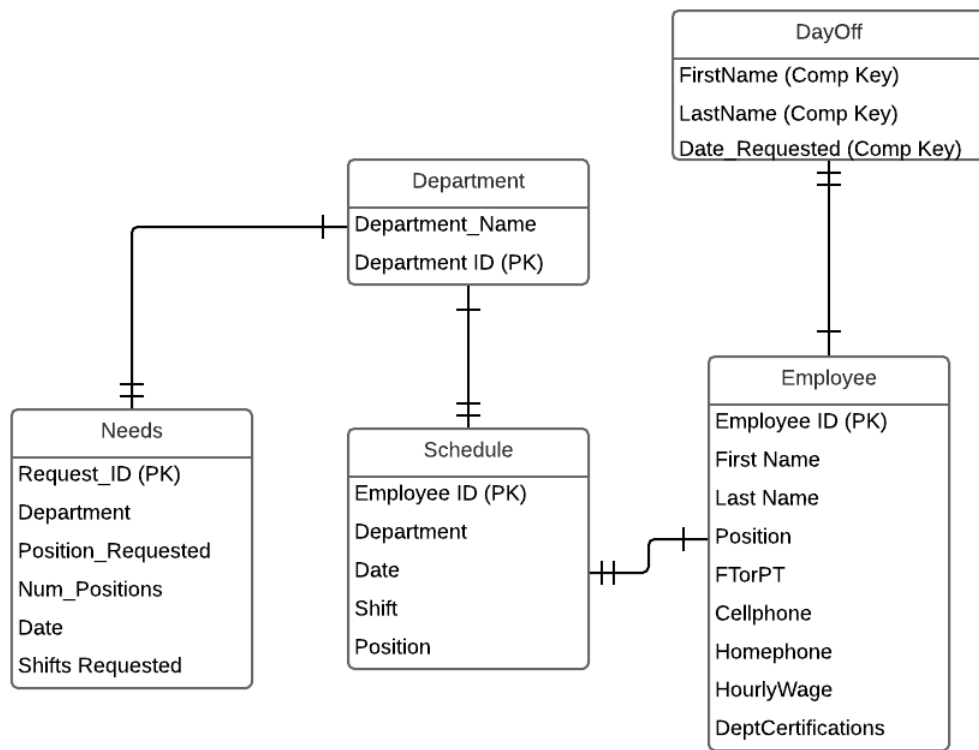 DayOff
FirstName (Comp Key)
LastName (Comp Key)
Date_Requested (Comp Key)
Department
Department_Name
Department ID (PK)
Needs
Request_ID (PK)
Department
Position_Requested
Num_Positions
Date
Shifts Requested
Schedule
Employee ID (PK)
Department
Date
Shift
Position
Employee
Employee ID (PK)
First Name
Last Name
Position
FTorPT
Cellphone
Homephone
HourlyWage
DeptCertifications